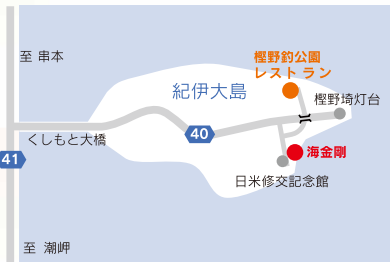 至 串本
樫野釣公園
レストラン
紀伊大島
樫野埼灯台
40
くしもと大橋
海金剛
41
日米修交記念館
至 潮岬